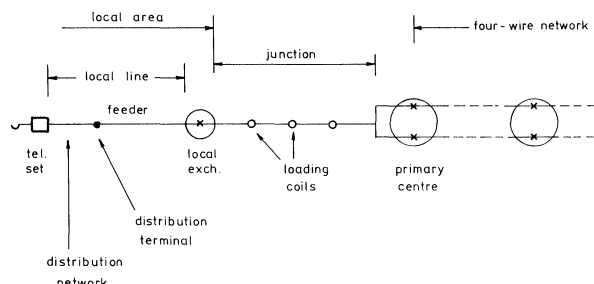 local area
four-wire network
junction
local line
feeder
tel.
set
local
exch.
loading
coils
primary
centre
distribution
terminal
distribution
network